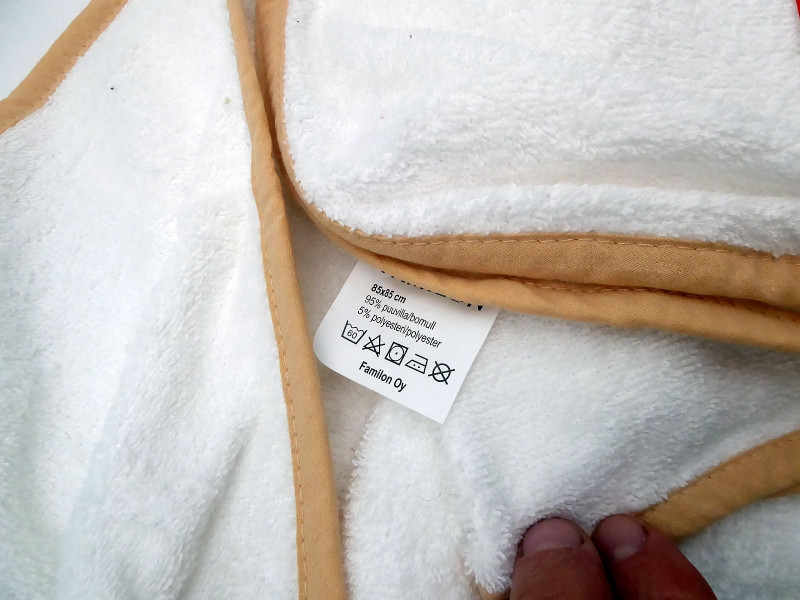 85x85 cm
95% puuvilla/bomull
5% polyesteri/polyester
60
Familon Oy